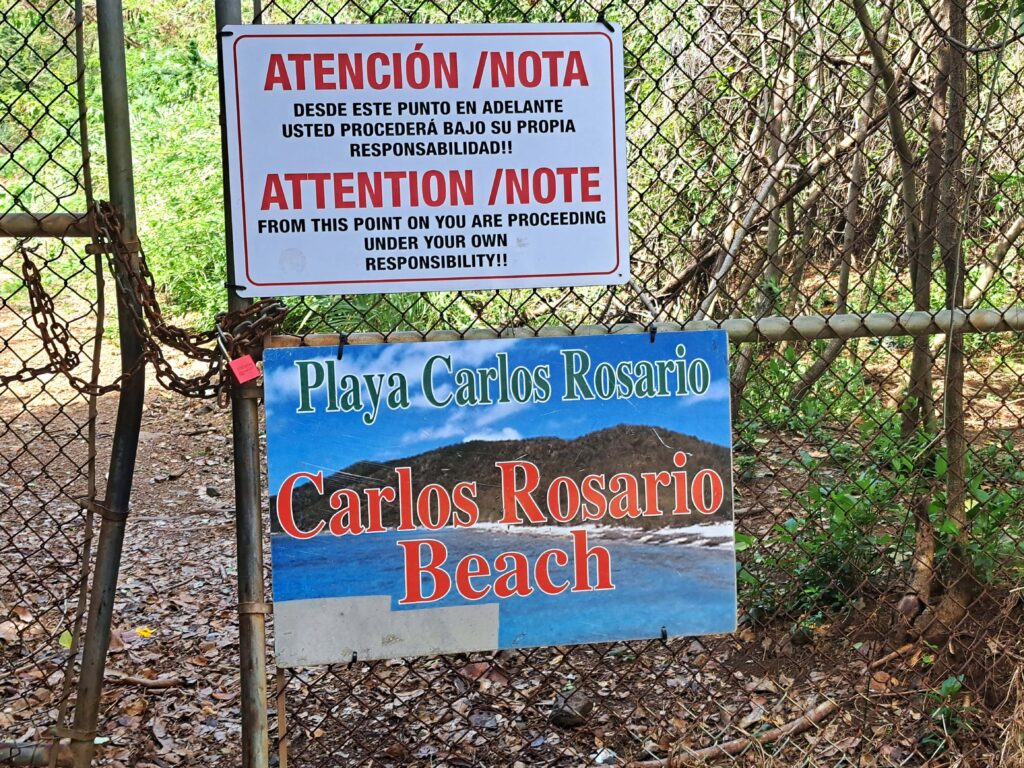 ATENCIÓN /NOTA
DESDE ESTE PUNTO EN ADELANTE
USTED PROCEDERÁ BAJO SU PROPIA
RESPONSABILIDAD!!
ATTENTION /NOTE
FROM THIS POINT ON YOU ARE PROCEEDING
UNDER YOUR OWN
RESPONSIBILITY!!
Playa Carlos Rosario
Carlos Rosario
Beach